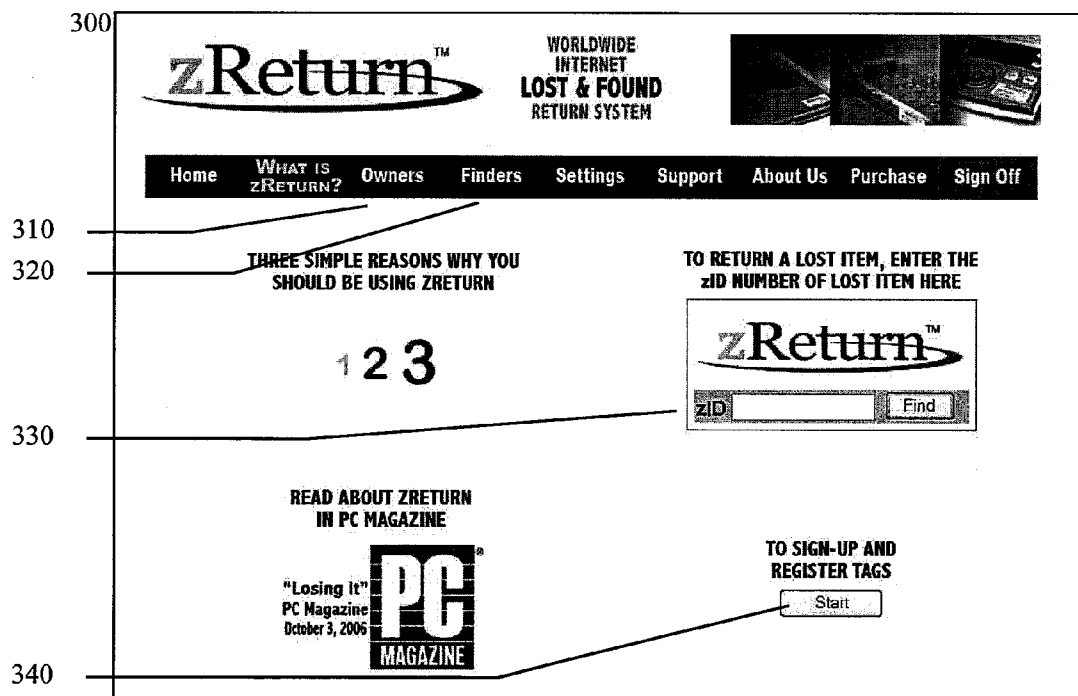 300
zReturn™
WORLDWIDE
INTERNET
LOST & FOUND
RETURN SYSTEM
Home WHAT IS ZRETURN? Owners Finders Settings Support About Us Purchase Sign Off
310
320
THREE SIMPLE REASONS WHY YOU
SHOULD BE USING ZRETURN
1 2 3
TO RETURN A LOST ITEM, ENTER THE
zID NUMBER OF LOST ITEM HERE
zReturn™
zID Find
330
READ ABOUT ZRETURN
IN PC MAGAZINE
"Losing It"
PC Magazine
October 3, 2006
PC®
MAGAZINE
TO SIGN-UP AND
REGISTER TAGS
Start
340